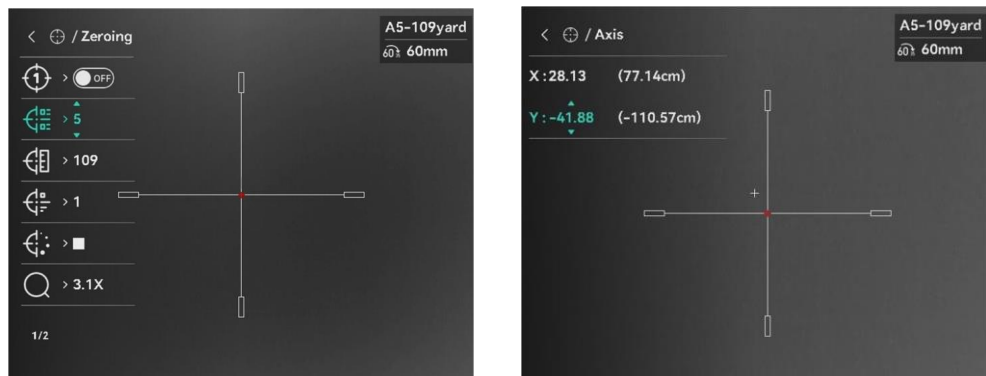 < / Zeroing
A5-109yard
60 60mm
1 > OFF
> 5
> 109
> 1
>
> 3.1X
1/2
< / Axis
A5-109yard
60 60mm
X:28.13 (77.14cm)
Y:-41.88 (-110.57cm)